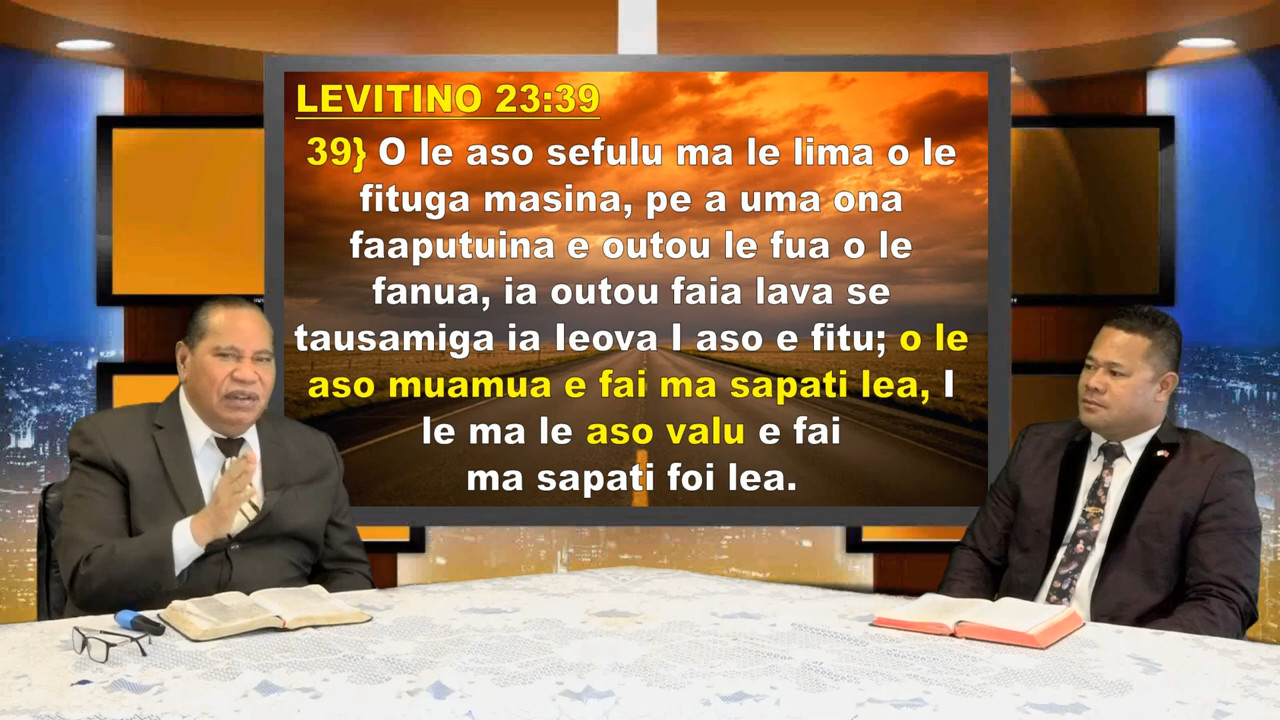 LEVITINO 23:39
39} O le aso sefulu ma le lima o le
fituga masina, pe a uma ona
faaputuina e outou le fua o le
fanua, ia outou faia lava se
tausamiga ia Ieova I aso e fitu; o le
aso muamua e fai ma sapati lea, I
le ma le aso valu e fai
ma sapati foi lea.